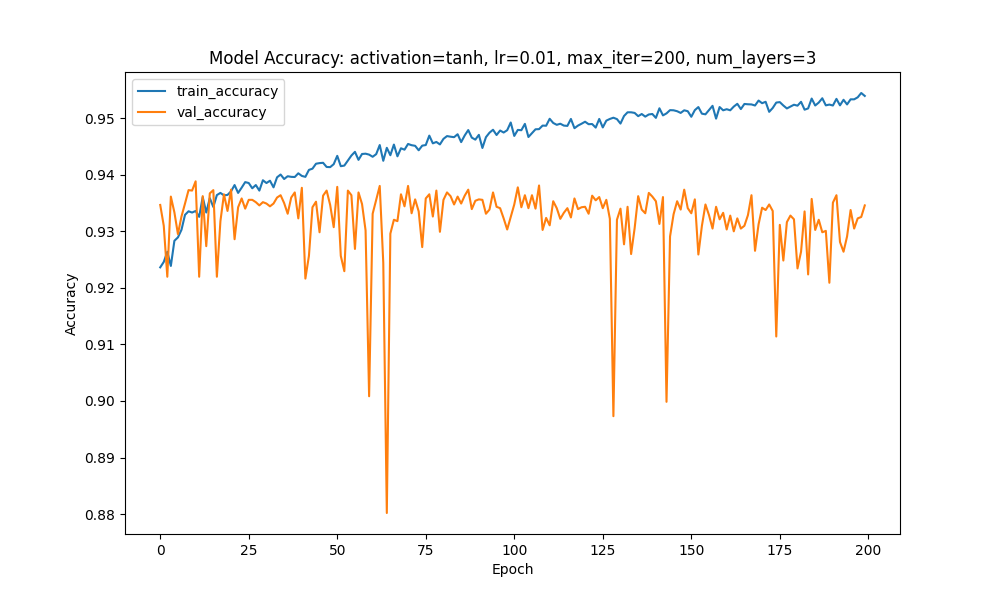 Model Accuracy: activation=tanh, lr=0.01, max_iter=200, num_layers=3
train_accuracy
val_accuracy
0.95
0.94
0.93
0.92
0.91
0.90
0.89
0.88
Accuracy
0 25 50 75 100 125 150 175 200
Epoch